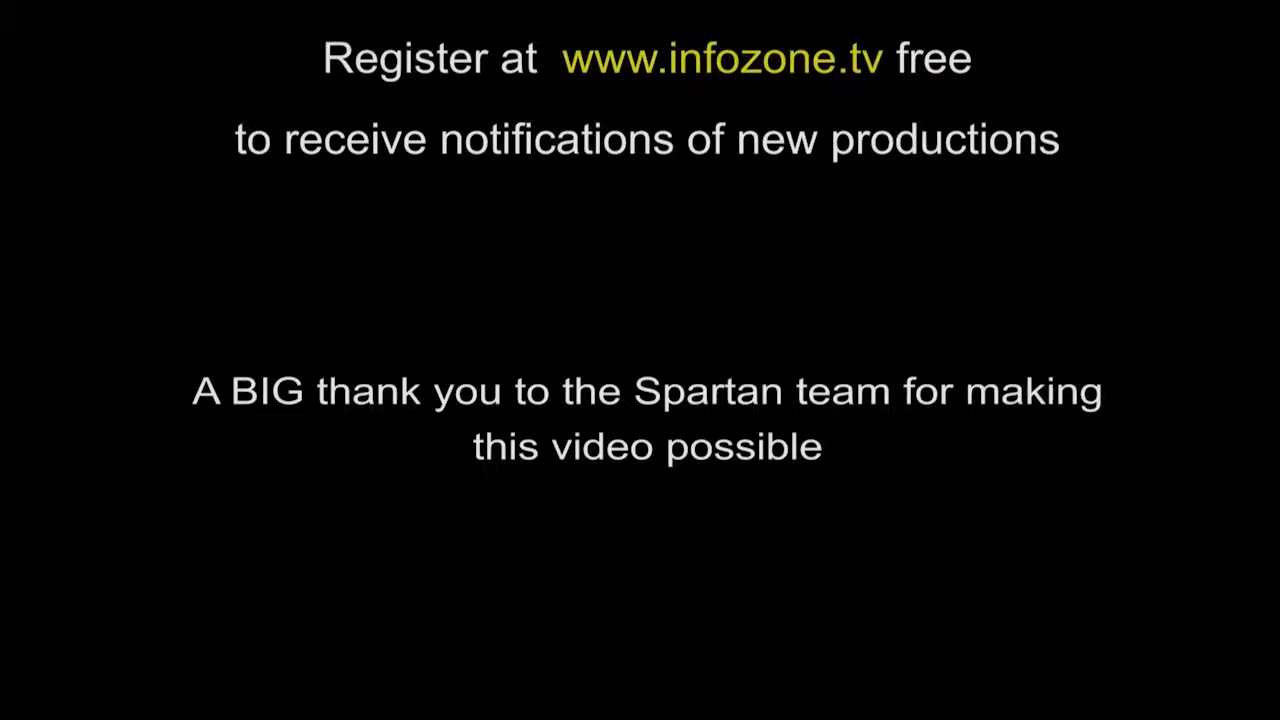 Register at www.infozone.tv free
to receive notifications of new productions
A BIG thank you to the Spartan team for making
this video possible